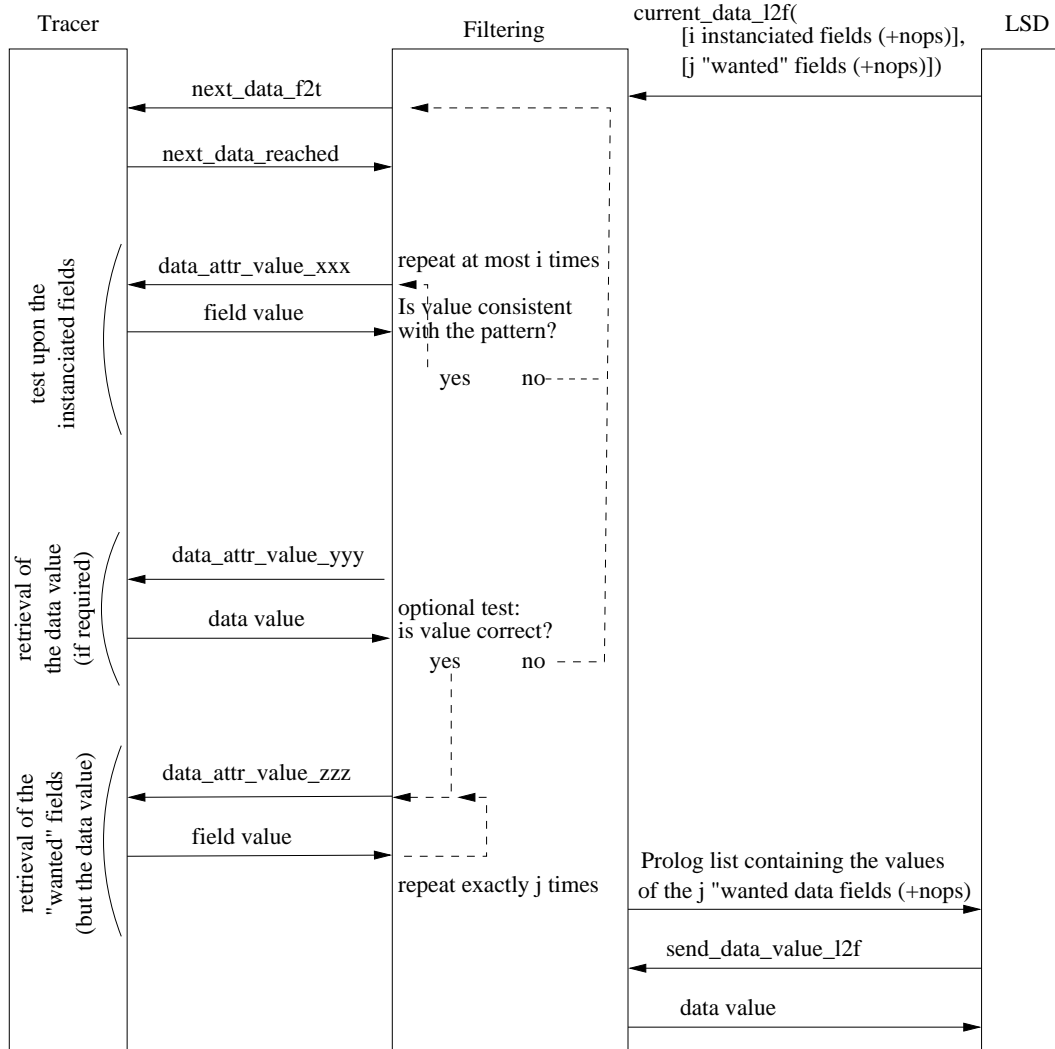 Tracer
Filtering
current_data_l2f(
[i instanciated fields (+nops)],
[j "wanted" fields (+nops)])
LSD
next_data_f2t
next_data_reached
test upon the
instanciated fields
data_attr_value_xxx
repeat at most i times
field value
Is value consistent
with the pattern?
yes
no
retrieval of
the data value
(if required)
data_attr_value_yyy
data value
optional test:
is value correct?
yes
no
retrieval of the
"wanted" fields
(but the data value)
data_attr_value_zzz
field value
repeat exactly j times
Prolog list containing the values
of the j "wanted data fields (+nops)
send_data_value_l2f
data value